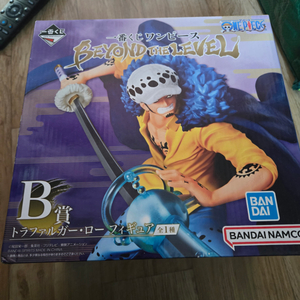 一番くじ
一番くじ ワンピース
ONE PIECE
BEYOND THE LEVEL
B賞
トラファルガー・ロー フィギュア 全1種
BANDAI
BANDAI NAMCO